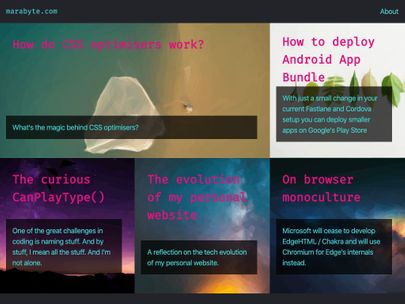 marabyte.com
About
How do CSS optimisers work?
What's the magic behind CSS optimisers?
How to deploy
Android App
Bundle
With just a small change in your
current Fastlane and Cordova
setup you can deploy smaller
apps on Google's Play Store
The curious
CanPlayType()
One of the great challenges in
coding is naming stuff. And by
stuff, I mean all the stuff. And I'm
not alone.
The evolution
of my personal
website
A reflection on the tech evolution
of my personal website.
On browser
monoculture
Microsoft will cease to develop
EdgeHTML / Chakra and will use
Chromium for Edge's internals
instead.